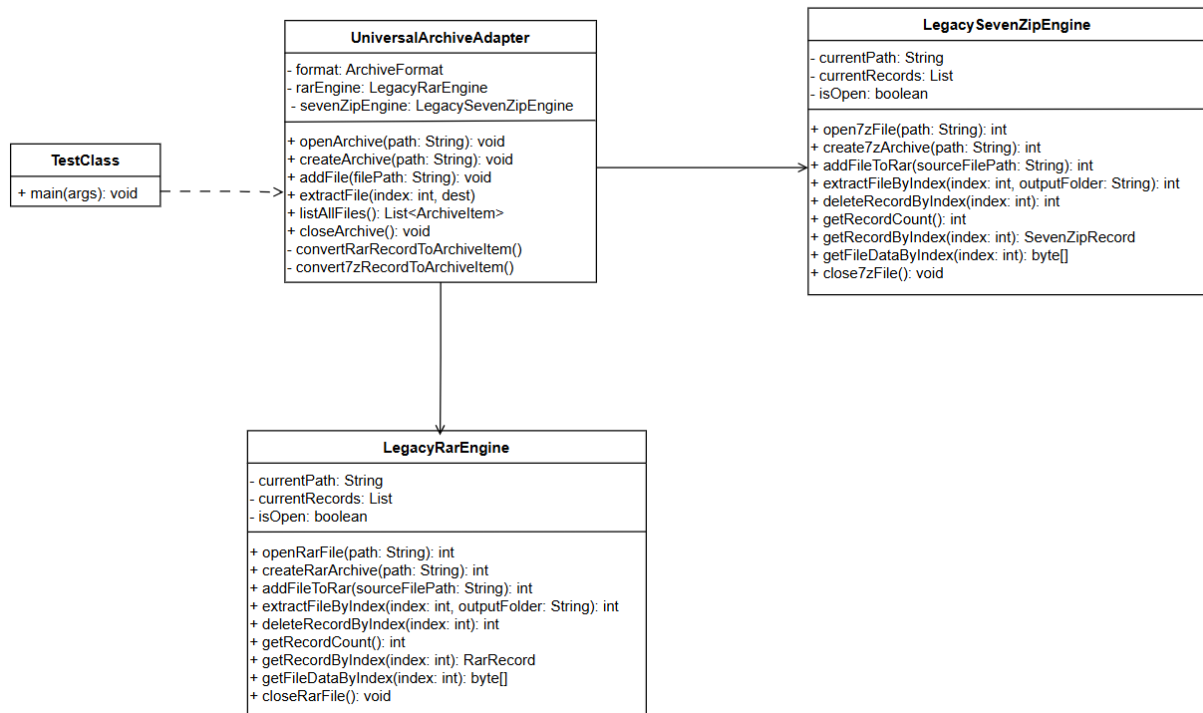 TestClass
+ main(args): void
UniversalArchiveAdapter
- format: ArchiveFormat
- rarEngine: LegacyRarEngine
- sevenZipEngine: LegacySevenZipEngine
+ openArchive(path: String): void
+ createArchive(path: String): void
+ addFile(filePath: String): void
+ extractFile(index: int, dest)
+ listAllFiles(): List<ArchiveItem>
+ closeArchive(): void
- convertRarRecordToArchiveItem()
- convert7zRecordToArchiveItem()
LegacySevenZipEngine
- currentPath: String
- currentRecords: List
- isOpen: boolean
+ open7zFile(path: String): int
+ create7zArchive(path: String): int
+ addFileToRar(sourceFilePath: String): int
+ extractFileByIndex(index: int, outputFolder: String): int
+ deleteRecordByIndex(index: int): int
+ getRecordCount(): int
+ getRecordByIndex(index: int): SevenZipRecord
+ getFileDataByIndex(index: int): byte[]
+ close7zFile(): void
LegacyRarEngine
- currentPath: String
- currentRecords: List
- isOpen: boolean
+ openRarFile(path: String): int
+ createRarArchive(path: String): int
+ addFileToRar(sourceFilePath: String): int
+ extractFileByIndex(index: int, outputFolder: String): int
+ deleteRecordByIndex(index: int): int
+ getRecordCount(): int
+ getRecordByIndex(index: int): RarRecord
+ getFileDataByIndex(index: int): byte[]
+ closeRarFile(): void